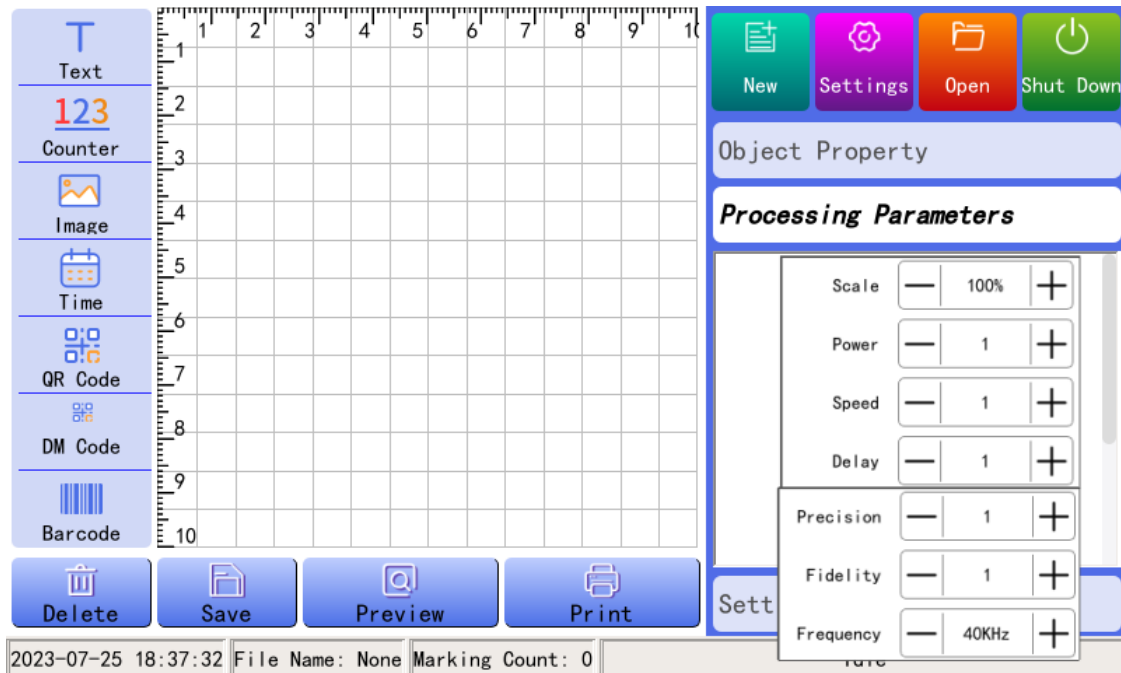 Text
123
Counter
Image
Time
QR Code
DM Code
Barcode
1 2 3 4 5 6 7 8 9
1
2
3
4
5
6
7
8
9
10
New Settings Open Shut Down
Object Property
Processing Parameters
Scale 100%
Power 1
Speed 1
Delay 1
Precision 1
Fidelity 1
Frequency 40KHz
Sett
Delete Save Preview Print
2023-07-25 18:37:32 File Name: None Marking Count: 0